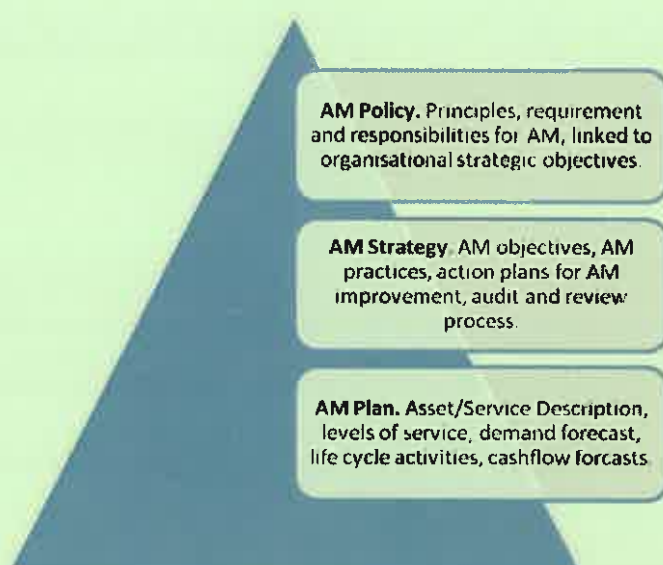 AM Policy. Principles, requirement
and responsibilities for AM, linked to
organisational strategic objectives.
AM Strategy. AM objectives, AM
practices, action plans for AM
improvement, audit and review
process.
AM Plan. Asset/Service Description,
levels of service, demand forecast,
life cycle activities, cashflow forcasts.